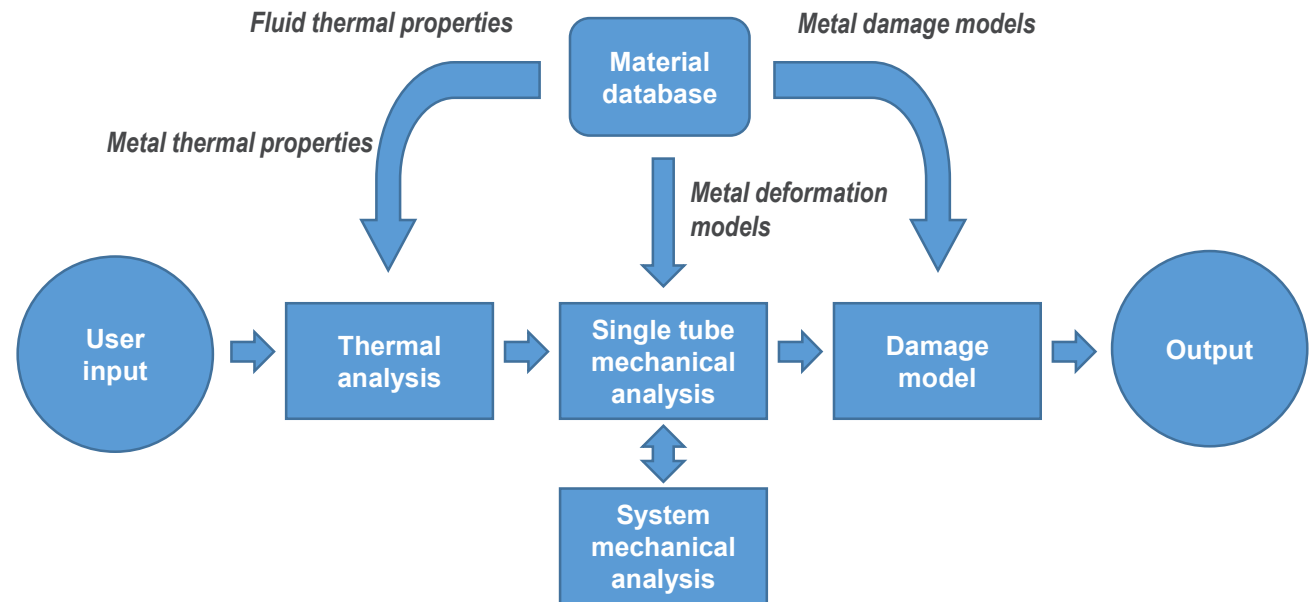 Fluid thermal properties
Metal damage models
Material
database
Metal thermal properties
Metal deformation
models
User
input
Thermal
analysis
Single tube
mechanical
analysis
Damage
model
Output
System
mechanical
analysis